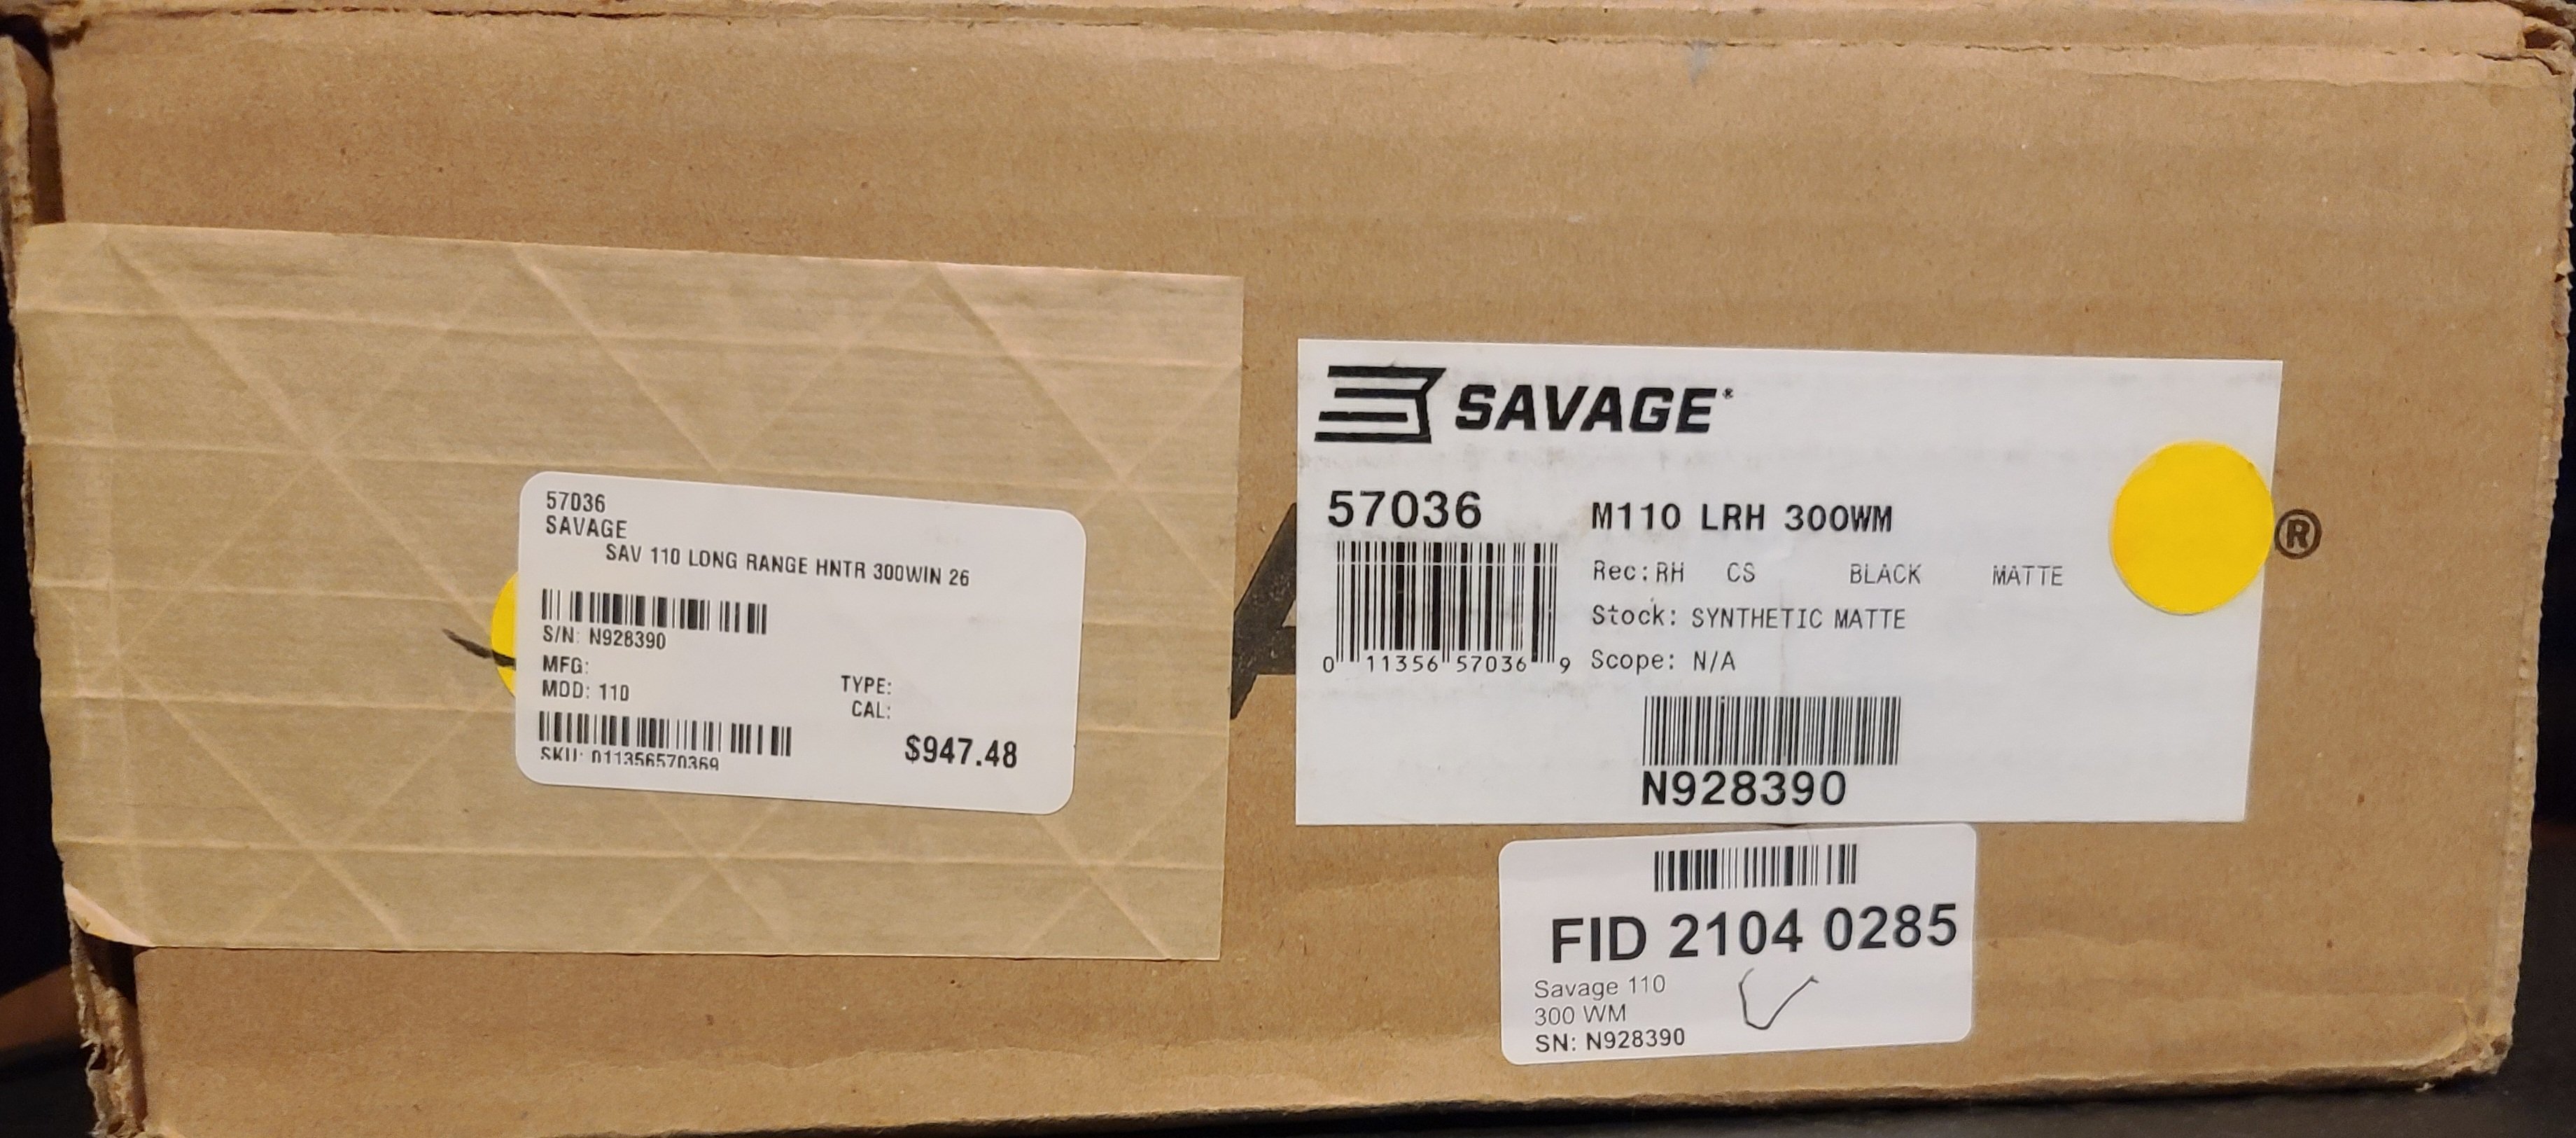 57036
SAVAGE
SAV 110 LONG RANGE HNTR 300WIN 26
S/N: N928390
MFG:
MOD: 110
TYPE:
CAL:
SKU: 011356570369
$947.48
A
SAVAGE®
57036
M110 LRH 300WM
Rec: RH CS BLACK MATTE
Stock: SYNTHETIC MATTE
0 11356 57036 9
Scope: N/A
N928390
®
FID 2104 0285
Savage 110
300 WM
SN: N928390